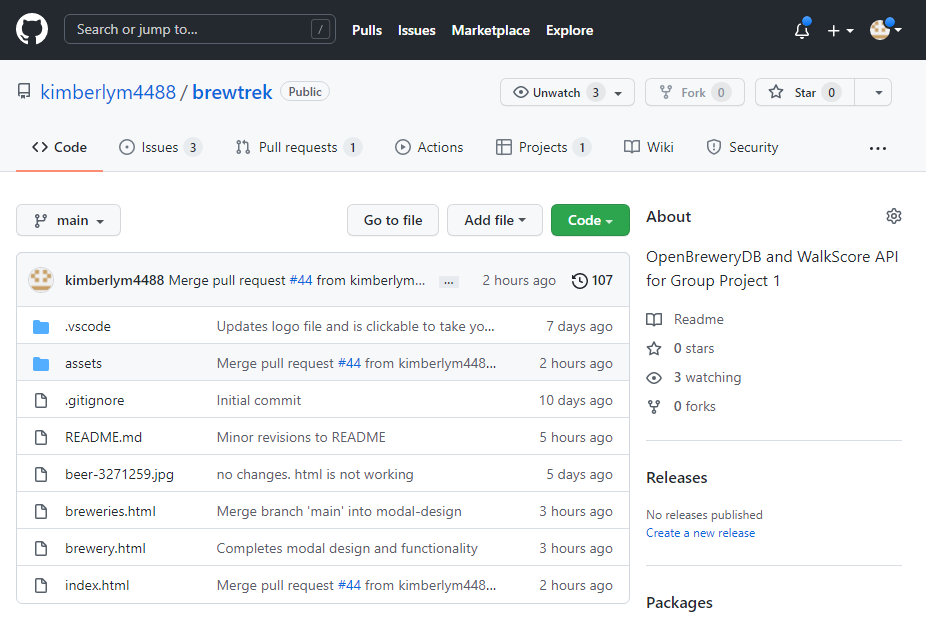 Search or jump to... / Pulls Issues Marketplace Explore
kimberlym4488 / brewtrek Public Unwatch 3 Fork 0 Star 0
Code Issues 3 Pull requests 1 Actions Projects 1 Wiki Security ...
main Go to file Add file Code
kimberlym4488 Merge pull request #44 from kimberlym... ... 2 hours ago 107
.vscode Updates logo file and is clickable to take yo... 7 days ago
assets Merge pull request #44 from kimberlym448... 2 hours ago
.gitignore Initial commit 10 days ago
README.md Minor revisions to README 5 hours ago
beer-3271259.jpg no changes. html is not working 5 days ago
breweries.html Merge branch 'main' into modal-design 3 hours ago
brewery.html Completes modal design and functionality 3 hours ago
index.html Merge pull request #44 from kimberlym448... 2 hours ago
About
OpenBreweryDB and WalkScore API
for Group Project 1
Readme
0 stars
3 watching
0 forks
Releases
No releases published
Create a new release
Packages